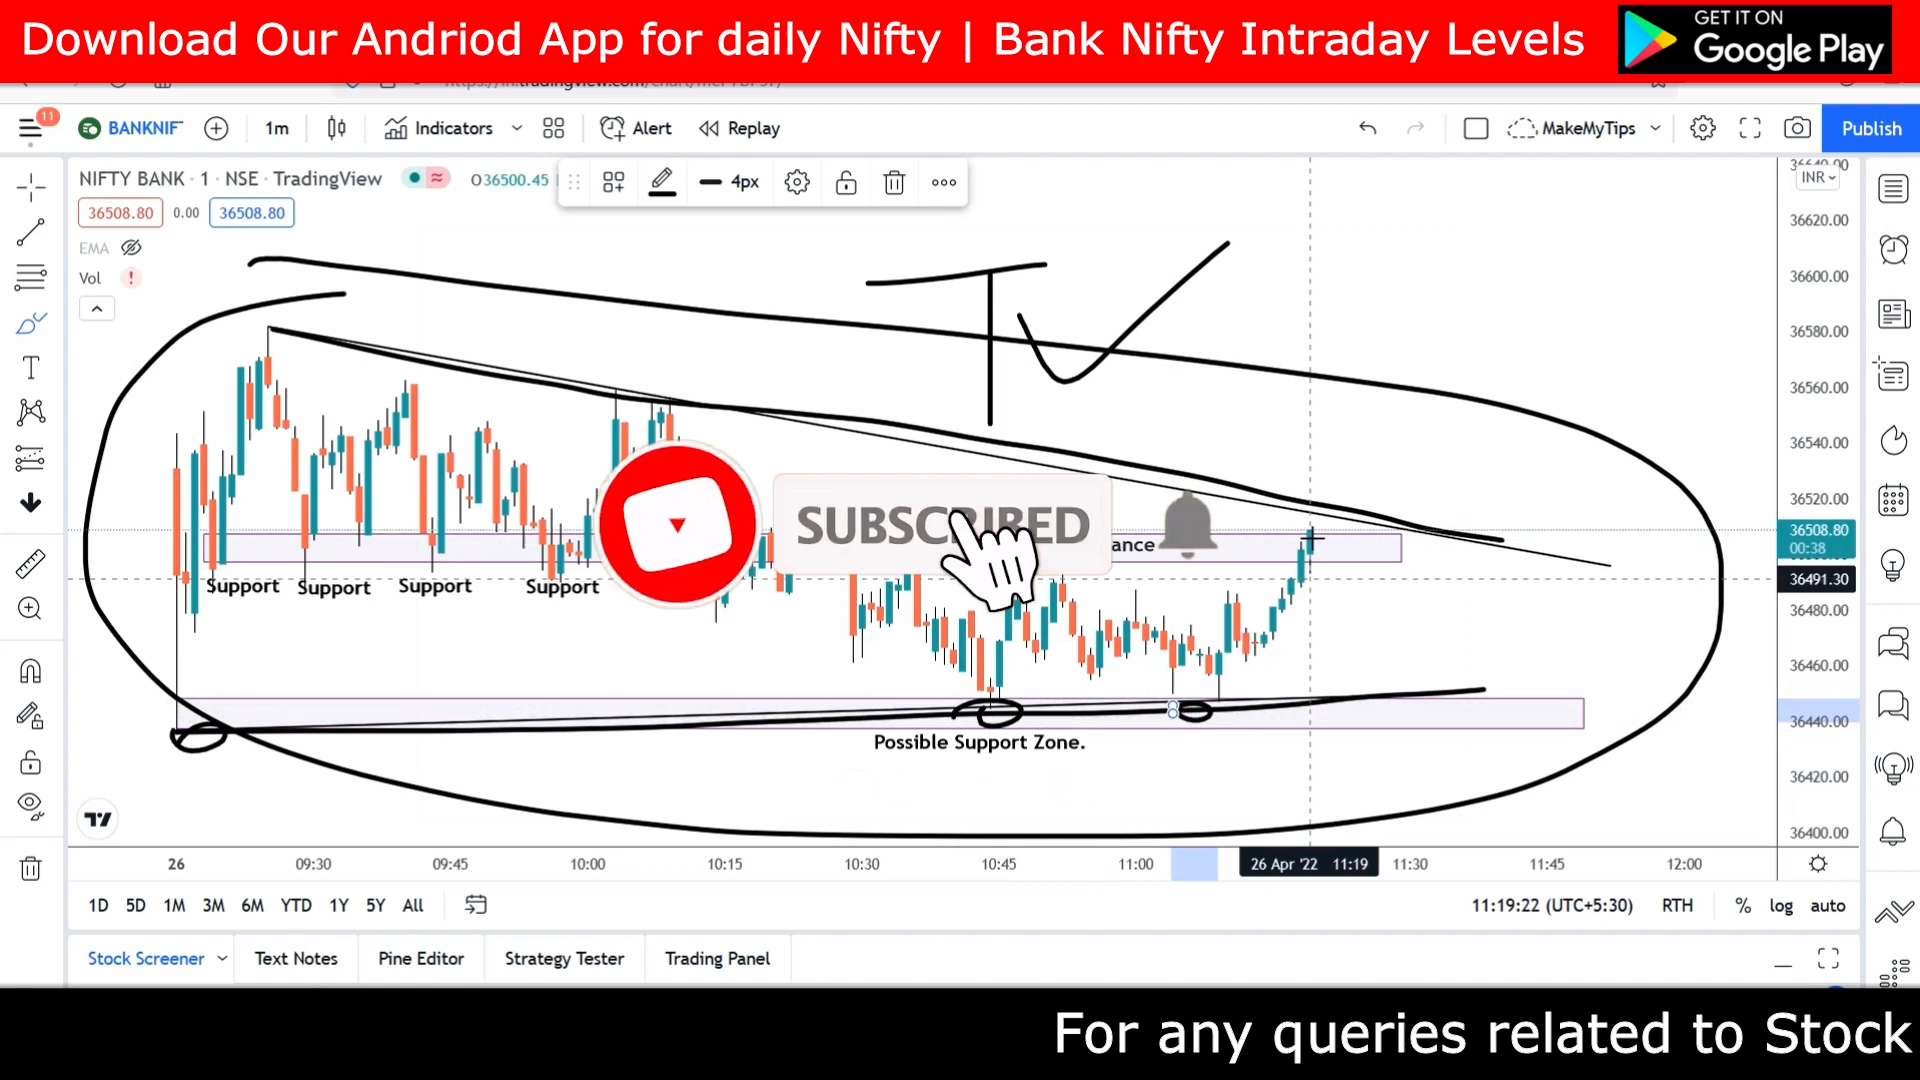 Download Our Andriod App for daily Nifty | Bank Nifty Intraday Levels
GET IT ON
Google Play
11
BANKNIF
1m
Indicators
Alert
Replay
MakeMyTips
Publish
NIFTY BANK · 1 · NSE · TradingView
O36500.45
4px
INR
36508.80
0.00
36508.80
EMA
Vol
!
TV
36640.00
36620.00
36600.00
36580.00
36560.00
36540.00
36520.00
36508.80
00:38
36491.30
36480.00
36460.00
36440.00
36420.00
36400.00
SUBSCRIBED
ance
Support
Support
Support
Support
Possible Support Zone.
26
09:30
09:45
10:00
10:15
10:30
10:45
11:00
26 Apr '22 11:19
11:30
11:45
12:00
1D
5D
1M
3M
6M
YTD
1Y
5Y
All
11:19:22 (UTC+5:30)
RTH
%
log
auto
Stock Screener
Text Notes
Pine Editor
Strategy Tester
Trading Panel
For any queries related to Stock